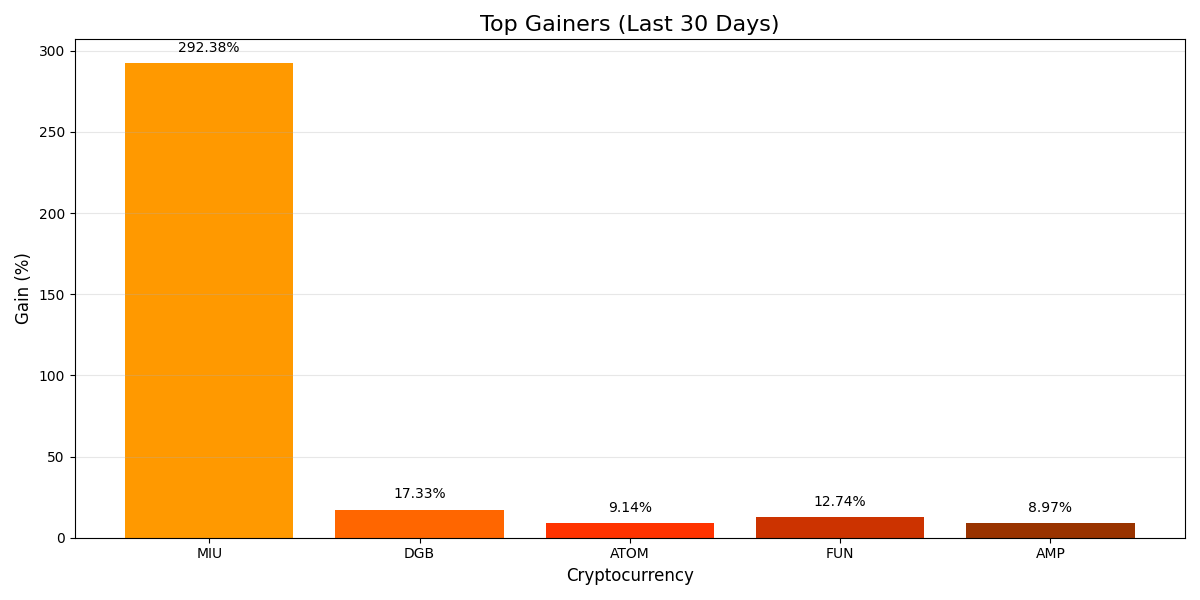 Top Gainers (Last 30 Days)
Gain (%)
300
250
200
150
100
50
0
292.38%
17.33%
9.14%
12.74%
8.97%
MIU
DGB
ATOM
FUN
AMP
Cryptocurrency